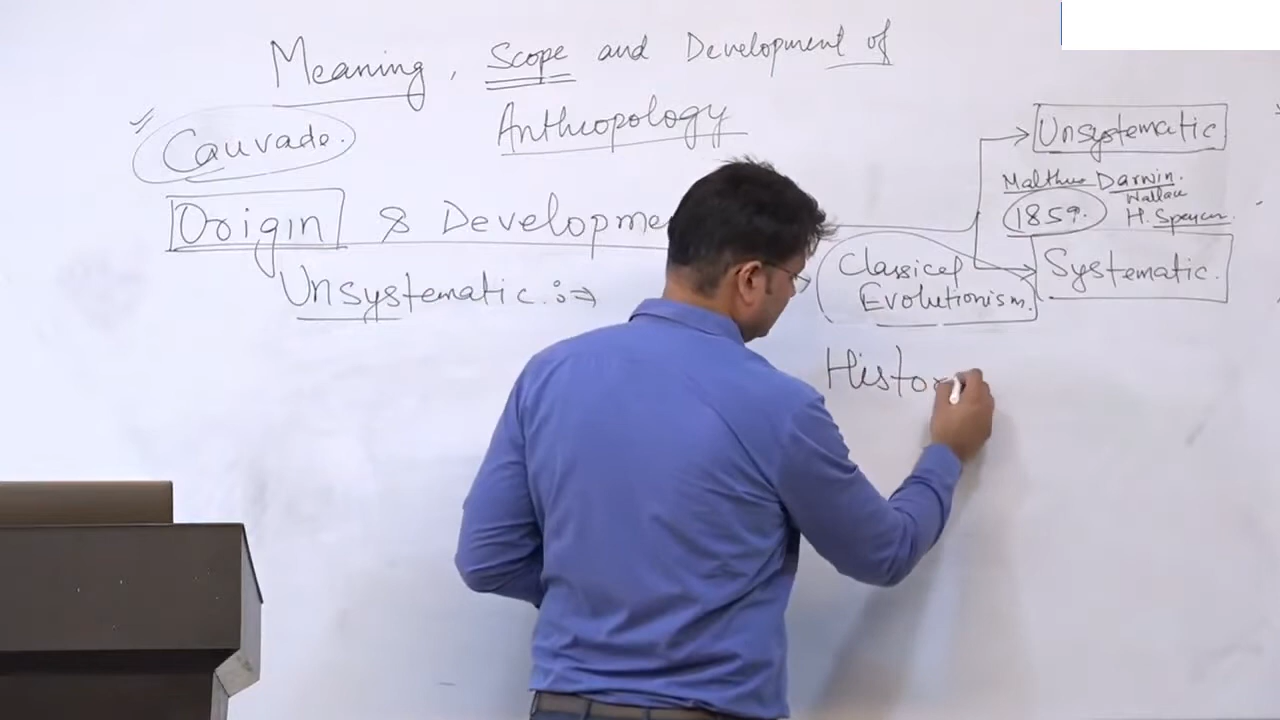 Meaning, Scope and Development of
Anthropology
Cauvade.
Origin & Developme
Unsystematic :⇒
Unsystematic
Malthus Darwin.
Wallace
1859. H. Spencer.
Systematic.
Classical
Evolutionism.
Histor